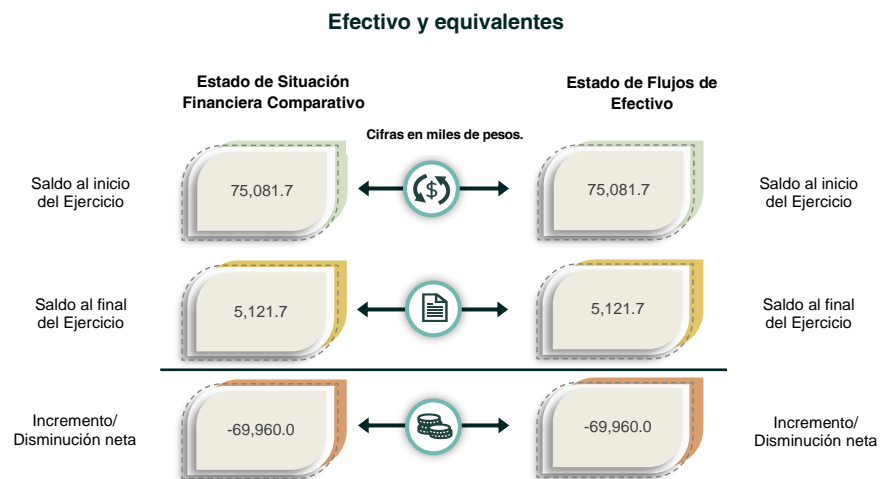 Efectivo y equivalentes
Estado de Situación
Financiera Comparativo
Estado de Flujos de
Efectivo
Cifras en miles de pesos.
Saldo al inicio
del Ejercicio
75,081.7
$
75,081.7
Saldo al inicio
del Ejercicio
Saldo al final
del Ejercicio
5,121.7
5,121.7
Saldo al final
del Ejercicio
Incremento/
Disminución neta
-69,960.0
-69,960.0
Incremento/
Disminución neta